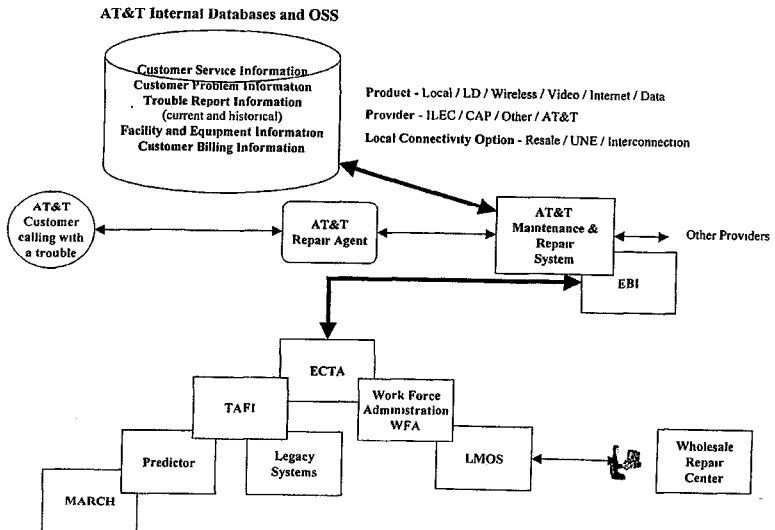 AT&T Internal Databases and OSS
Customer Service Information
Customer Problem Information
Trouble Report Information
(current and historical)
Facility and Equipment Information
Customer Billing Information
Product - Local / LD / Wireless / Video / Internet / Data
Provider - ILEC / CAP / Other / AT&T
Local Connectivity Option - Resale / UNE / Interconnection
AT&T
Customer
calling with
a trouble
AT&T
Repair Agent
AT&T
Maintenance &
Repair
System
Other Providers
EBI
ECTA
TAFI
Work Force
Administration
WFA
Predictor
Legacy
Systems
LMOS
Wholesale
Repair
Center
MARCH